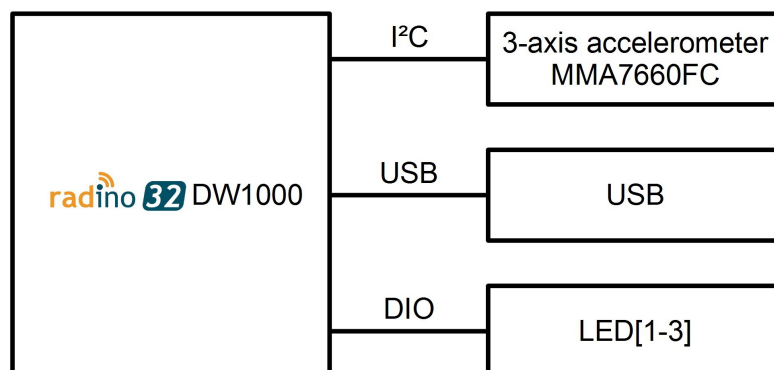 I²C
3-axis accelerometer
MMA7660FC
radino 32 DW1000
USB
USB
DIO
LED[1-3]